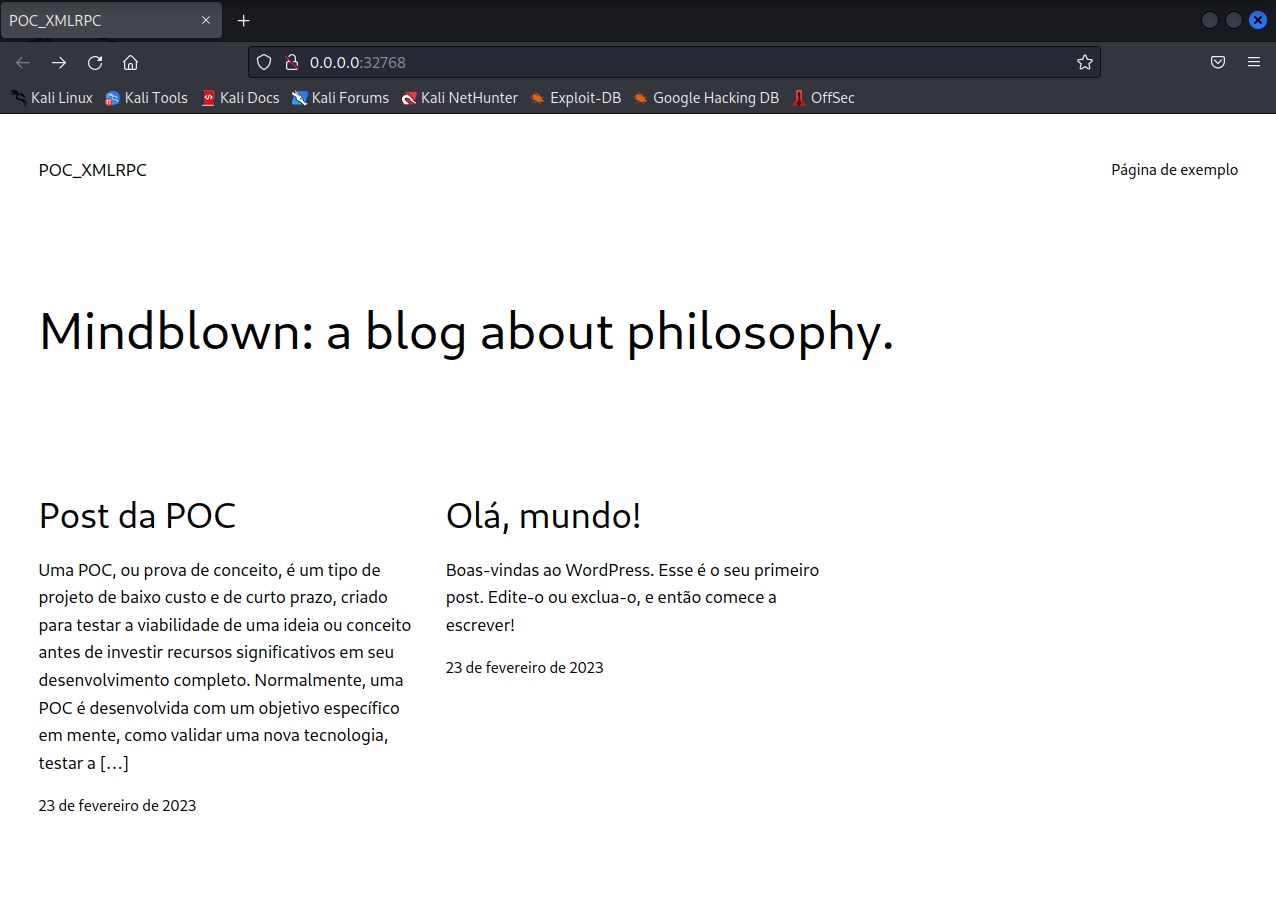 POC_XMLRPC
0.0.0.0:32768
Kali Linux Kali Tools Kali Docs Kali Forums Kali NetHunter Exploit-DB Google Hacking DB OffSec
POC_XMLRPC
Página de exemplo
Mindblown: a blog about philosophy.
Post da POC
Uma POC, ou prova de conceito, é um tipo de
projeto de baixo custo e de curto prazo, criado
para testar a viabilidade de uma ideia ou conceito
antes de investir recursos significativos em seu
desenvolvimento completo. Normalmente, uma
POC é desenvolvida com um objetivo específico
em mente, como validar uma nova tecnologia,
testar a […]
23 de fevereiro de 2023
Olá, mundo!
Boas-vindas ao WordPress. Esse é o seu primeiro
post. Edite-o ou exclua-o, e então comece a
escrever!
23 de fevereiro de 2023